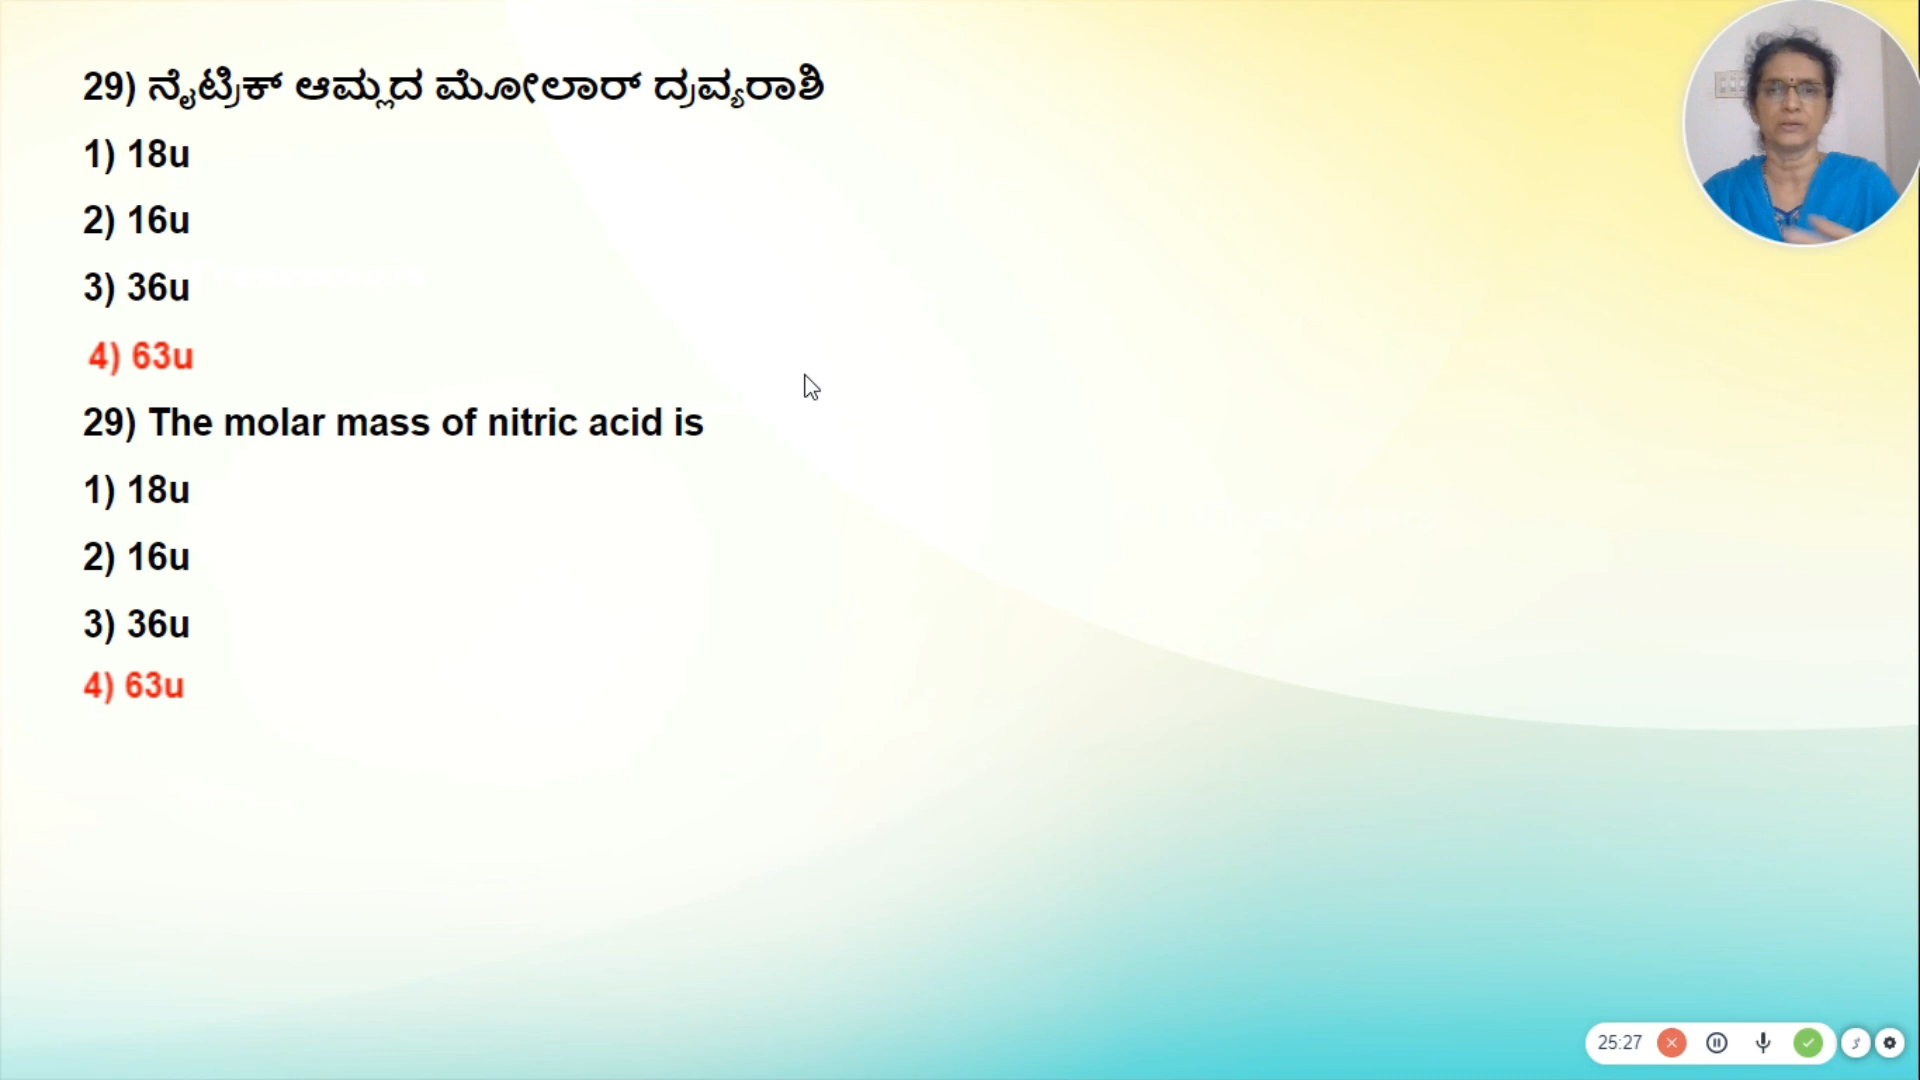 29) ನೈಟ್ರಿಕ್ ಆಮ್ಲದ ಮೋಲಾರ್ ದ್ರವ್ಯರಾಶಿ
1) 18u
2) 16u
3) 36u
4) 63u
29) The molar mass of nitric acid is
1) 18u
2) 16u
3) 36u
4) 63u
25:27